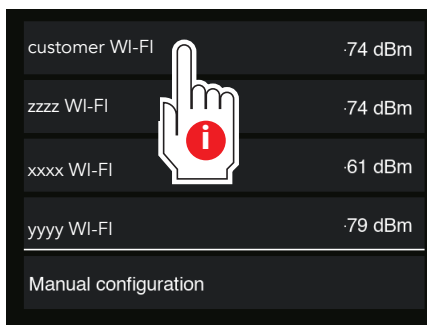 customer WI-FI -74 dBm
zzzz WI-FI -74 dBm
i
xxxx WI-FI -61 dBm
yyyy WI-FI -79 dBm
Manual configuration